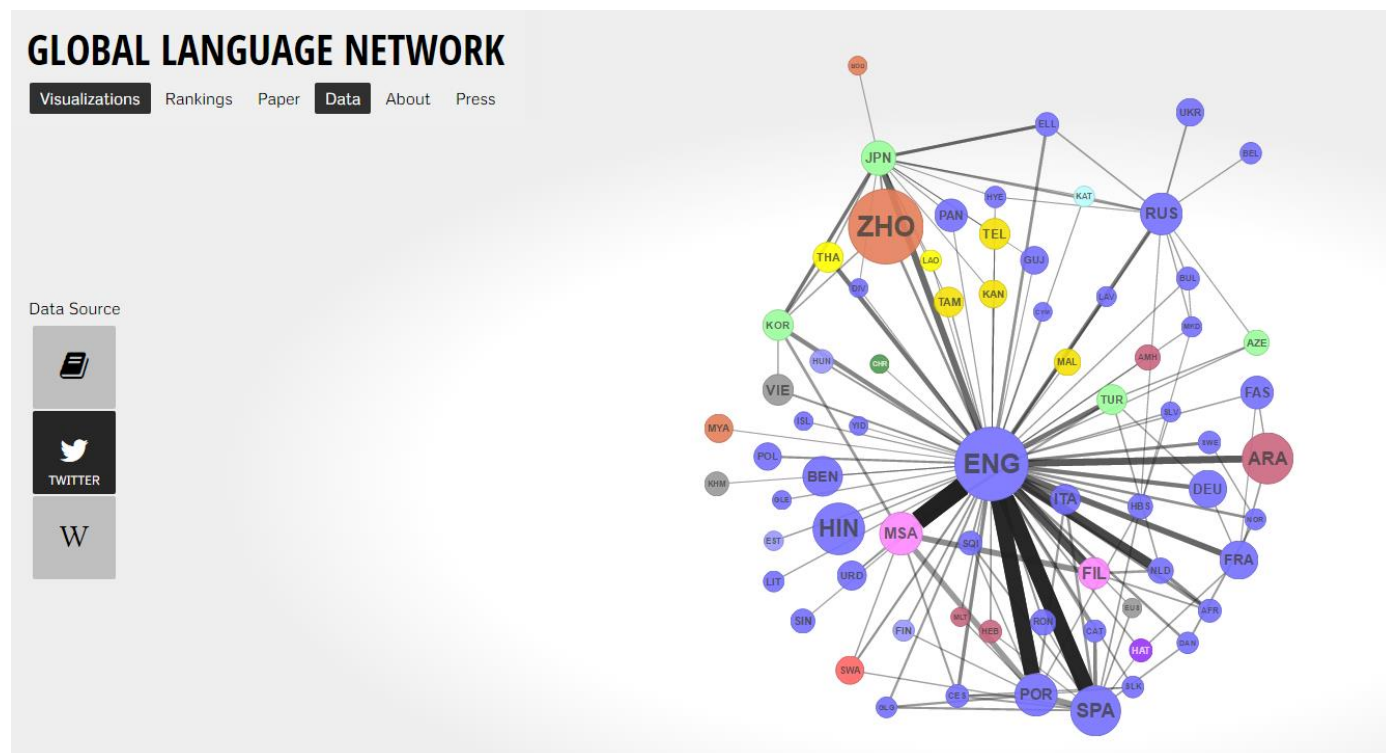 GLOBAL LANGUAGE NETWORK
Visualizations Rankings Paper Data About Press
Data Source
TWITTER
W
ELL
UKR
BEL
JPN
HYE
KAT
RUS
PAN
ZHO
TEL
THA
LAO
GUJ
BUL
DIV
TAM
KAN
LAV
CYM
KOR
MKD
AZE
HUN
CHR
MAL
AMH
VIE
TUR
FAS
SLV
ISL
YID
MYA
SWE
POL
ENG
ARA
BEN
KHM
DEU
GLE
ITA
HBS
NOR
HIN
MSA
EST
SQI
FRA
LIT
URD
FIL
NLD
SIN
FIN
MLT
HEB
RON
CAT
EUS
AFR
DAN
HAT
SWA
CES
POR
SLK
GLG
SPA